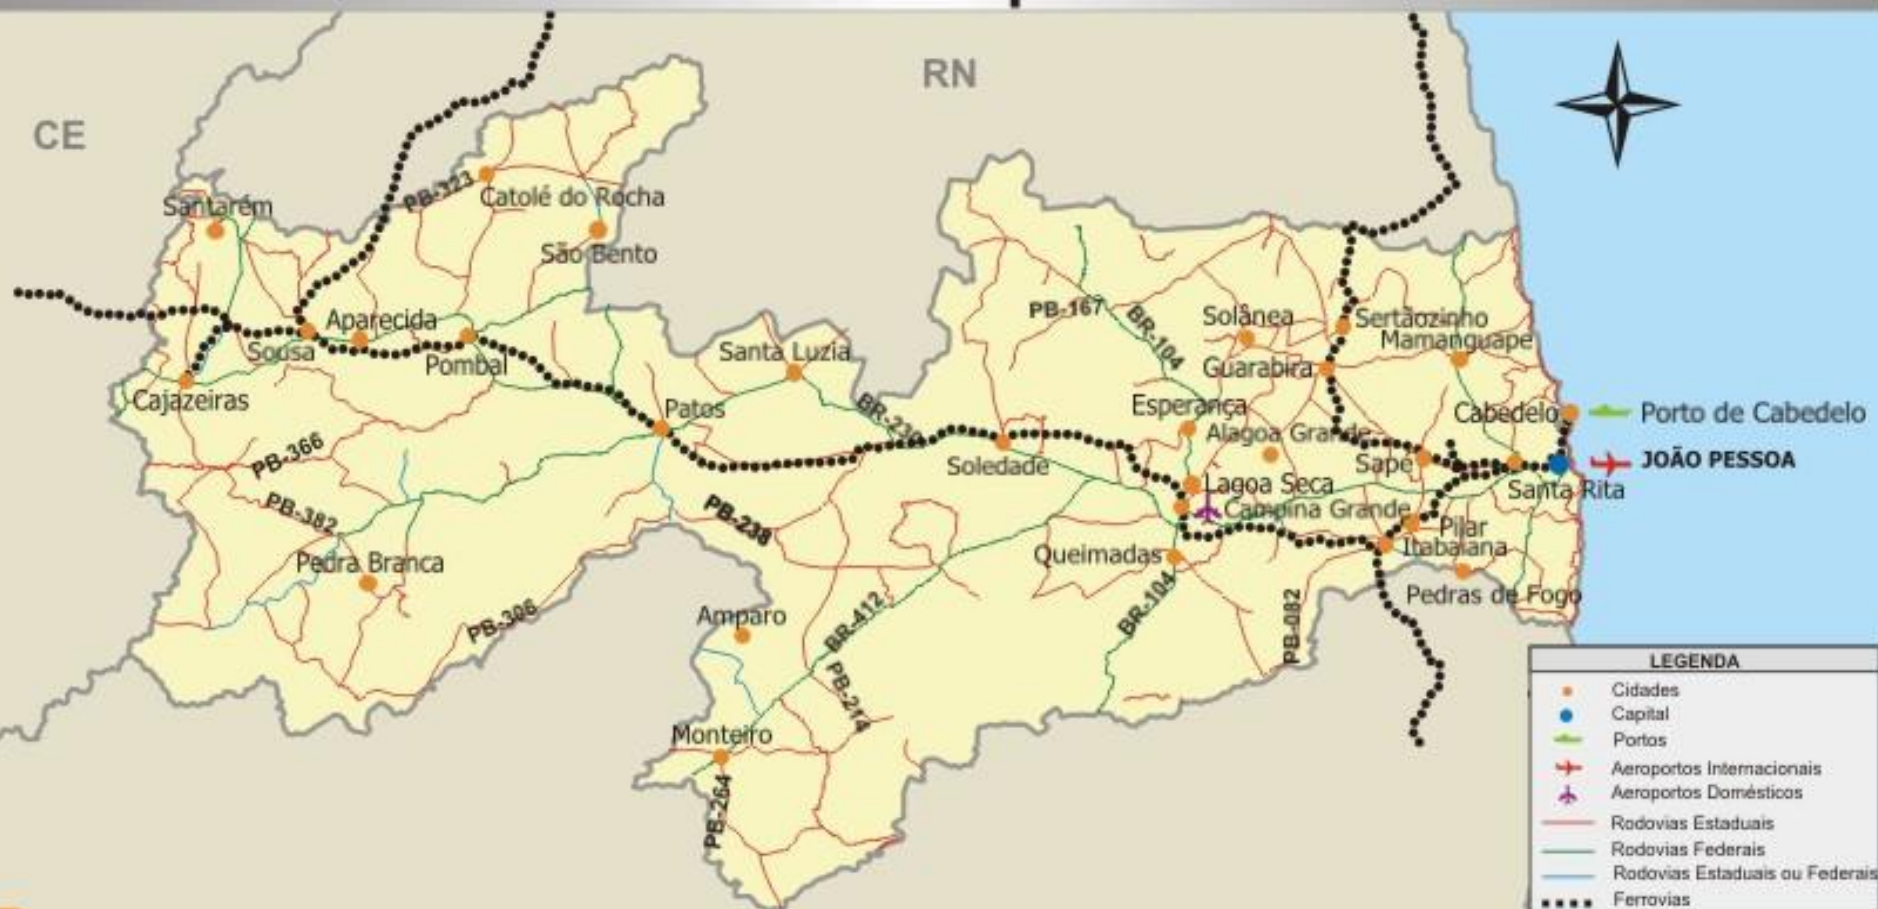 RN
CE
PB-323
Catolé do Rocha
Santarém
São Bento
PB-167
BR-104
Solânea
Sertãozinho
Mamanguape
Aparecida
Sousa
Pombal
Santa Luzia
Guarabira
Cajazeiras
Patos
BR-230
Esperança
Alagoa Grande
Cabedelo
Porto de Cabedelo
PB-366
Soledade
Sapé
JOÃO PESSOA
Lagoa Seca
Santa Rita
PB-382
PB-238
Campina Grande
Pilar
Queimadas
Itabaiana
Pedra Branca
Pedras de Fogo
PB-306
Amparo
BR-412
BR-104
PB-082
PB-214
Monteiro
PB-264
LEGENDA
Cidades
Capital
Portos
Aeroportos Internacionais
Aeroportos Domésticos
Rodovias Estaduais
Rodovias Federais
Rodovias Estaduais ou Federais
Ferrovias